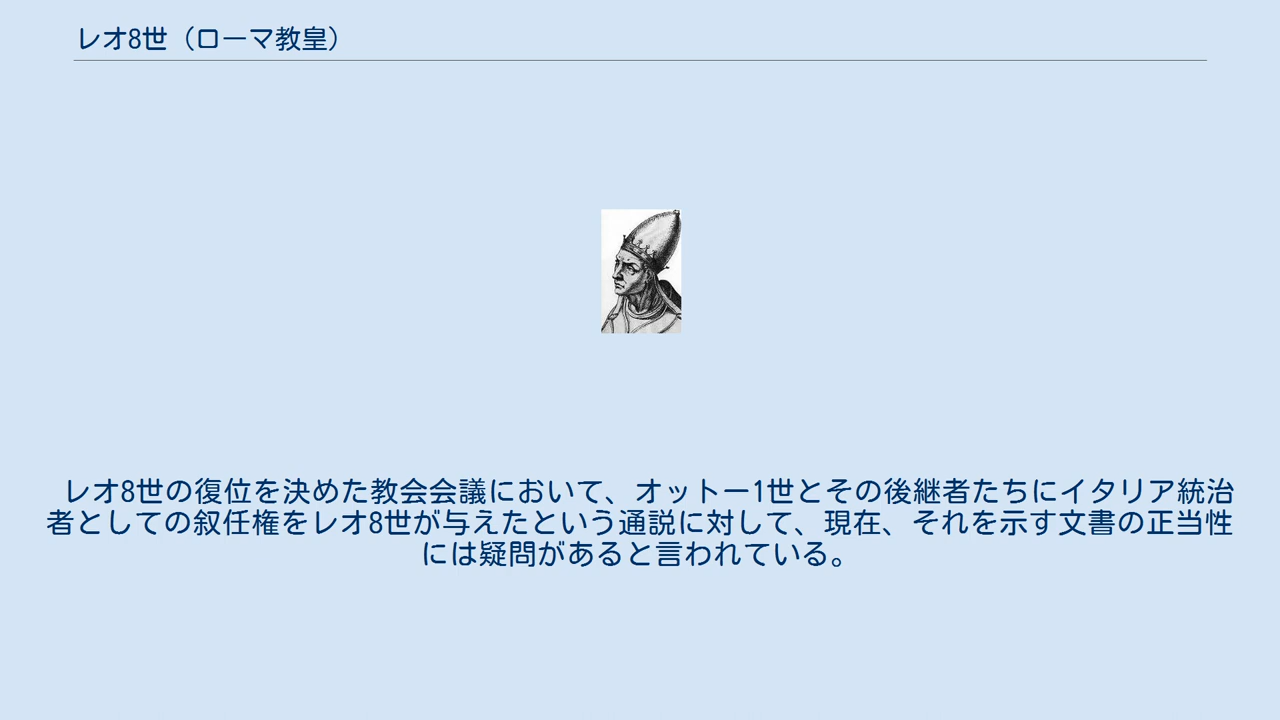 レオ8世（ローマ教皇）
レオ8世の復位を決めた教会会議において、オットー1世とその後継者たちにイタリア統治
者としての叙任権をレオ8世が与えたという通説に対して、現在、それを示す文書の正当性
には疑問があると言われている。